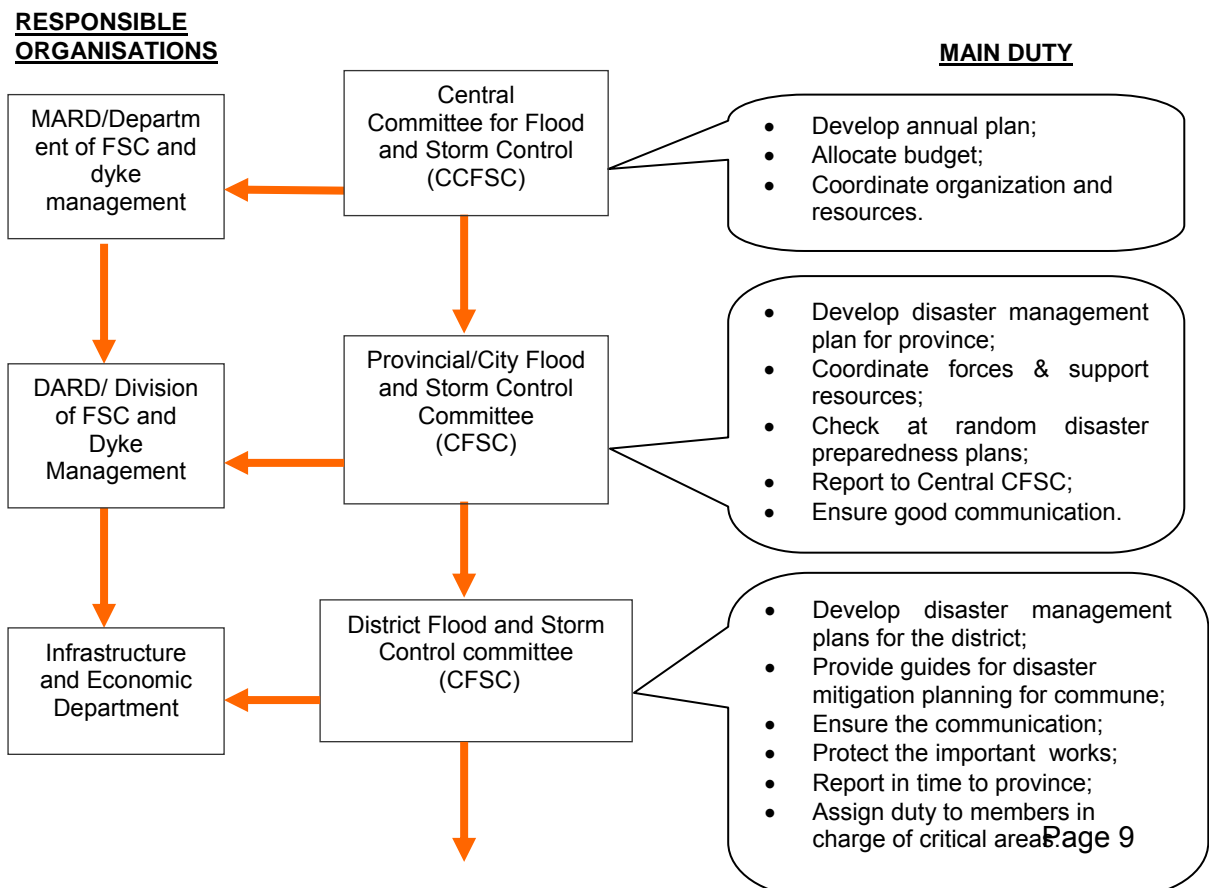 RESPONSIBLE
ORGANISATIONS
MAIN DUTY
MARD/Departm
ent of FSC and
dyke
management
Central
Committee for Flood
and Storm Control
(CCFSC)
• Develop annual plan;
• Allocate budget;
• Coordinate organization and
resources.
DARD/ Division
of FSC and
Dyke
Management
Provincial/City Flood
and Storm Control
Committee
(CFSC)
• Develop disaster management
plan for province;
• Coordinate forces & support
resources;
• Check at random disaster
preparedness plans;
• Report to Central CFSC;
• Ensure good communication.
Infrastructure
and Economic
Department
District Flood and Storm
Control committee
(CFSC)
• Develop disaster management
plans for the district;
• Provide guides for disaster
mitigation planning for commune;
• Ensure the communication;
• Protect the important works;
• Report in time to province;
• Assign duty to members in
charge of critical areas.
Page 9